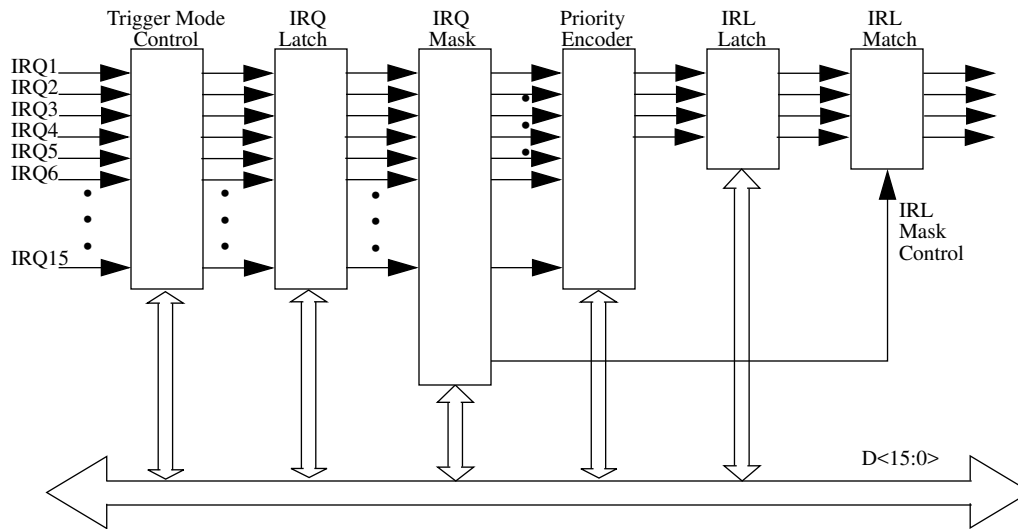 Trigger Mode
Control
IRQ
Latch
IRQ
Mask
Priority
Encoder
IRL
Latch
IRL
Match
IRQ1
IRQ2
IRQ3
IRQ4
IRQ5
IRQ6
IRQ15
IRL
Mask
Control
D<15:0>